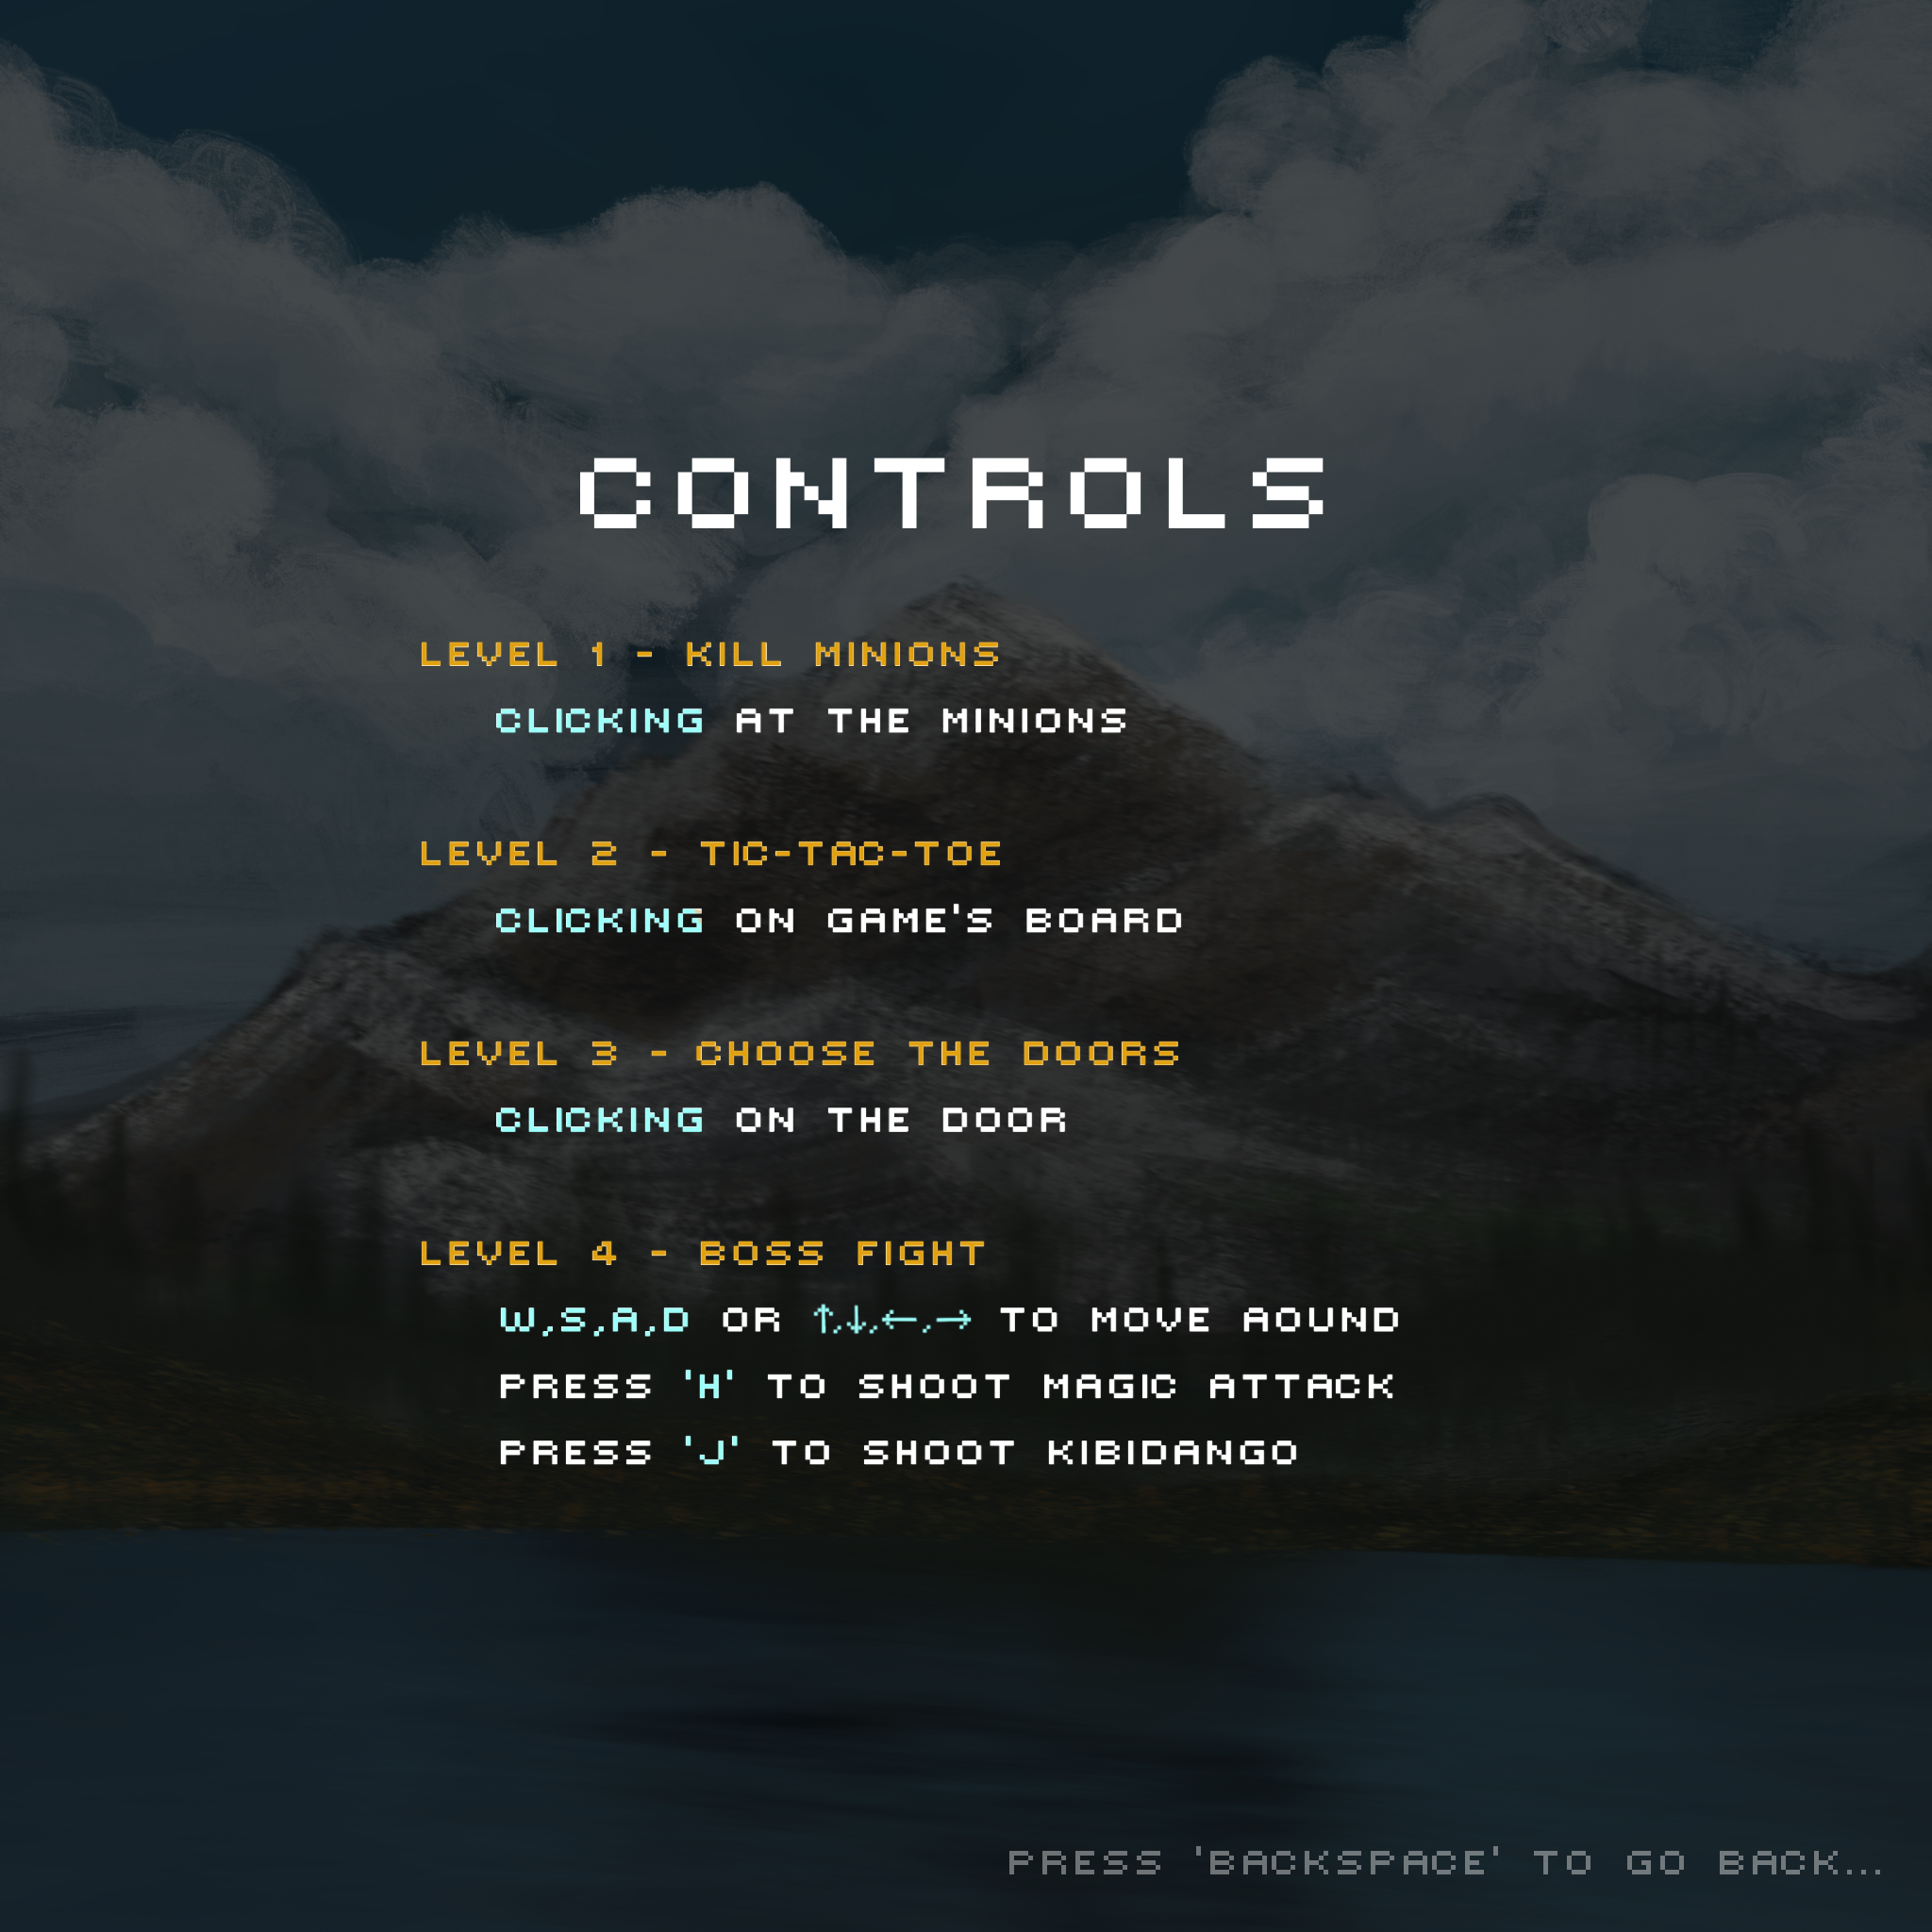 CONTROLS
LEVEL 1 - KILL MINIONS
CLICKING AT THE MINIONS
LEVEL 2 - TIC-TAC-TOE
CLICKING ON GAME'S BOARD
LEVEL 3 - CHOOSE THE DOORS
CLICKING ON THE DOOR
LEVEL 4 - BOSS FIGHT
W,S,A,D OR ↑,↓,←,→ TO MOVE AOUND
PRESS 'H' TO SHOOT MAGIC ATTACK
PRESS 'J' TO SHOOT KIBIDANGO
PRESS 'BACKSPACE' TO GO BACK...